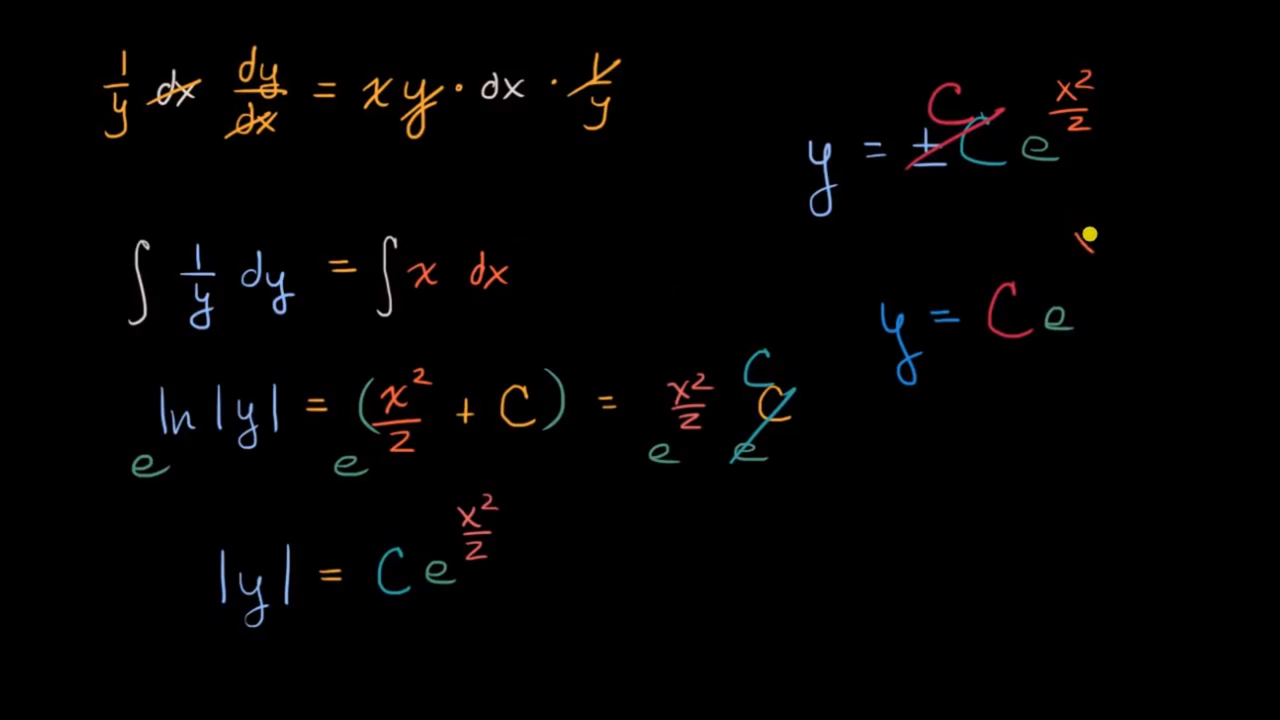 1/y dx dy/dx = xy · dx · 1/y
∫ 1/y dy = ∫ x dx
e^(ln |y|) = e^(x²/2 + C) = e^(x²/2) e^C C
|y| = C e^(x²/2)
y = ± C C e^(x²/2)
y = C e